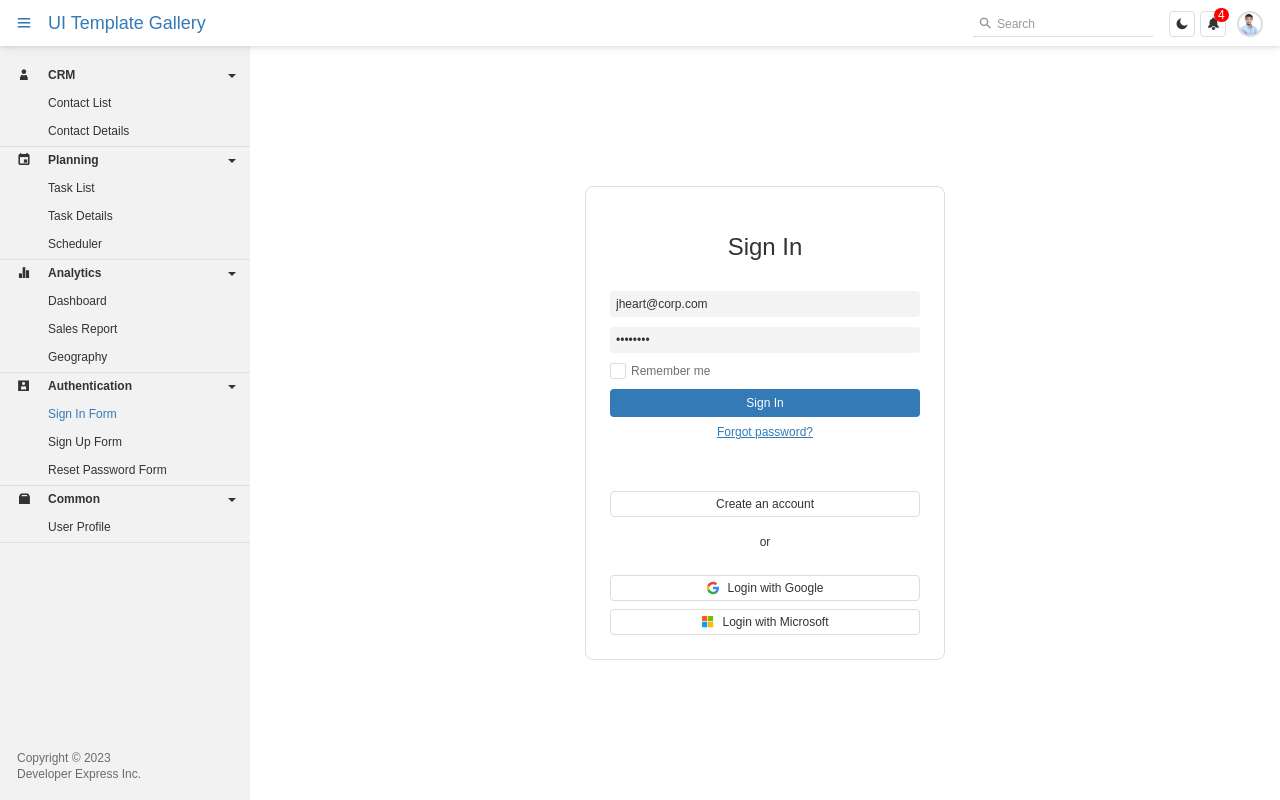 UI Template Gallery
Search
4
CRM
Contact List
Contact Details
Planning
Task List
Task Details
Scheduler
Analytics
Dashboard
Sales Report
Geography
Authentication
Sign In Form
Sign Up Form
Reset Password Form
Common
User Profile
Copyright © 2023
Developer Express Inc.
Sign In
jheart@corp.com
••••••••
Remember me
Sign In
Forgot password?
Create an account
or
Login with Google
Login with Microsoft